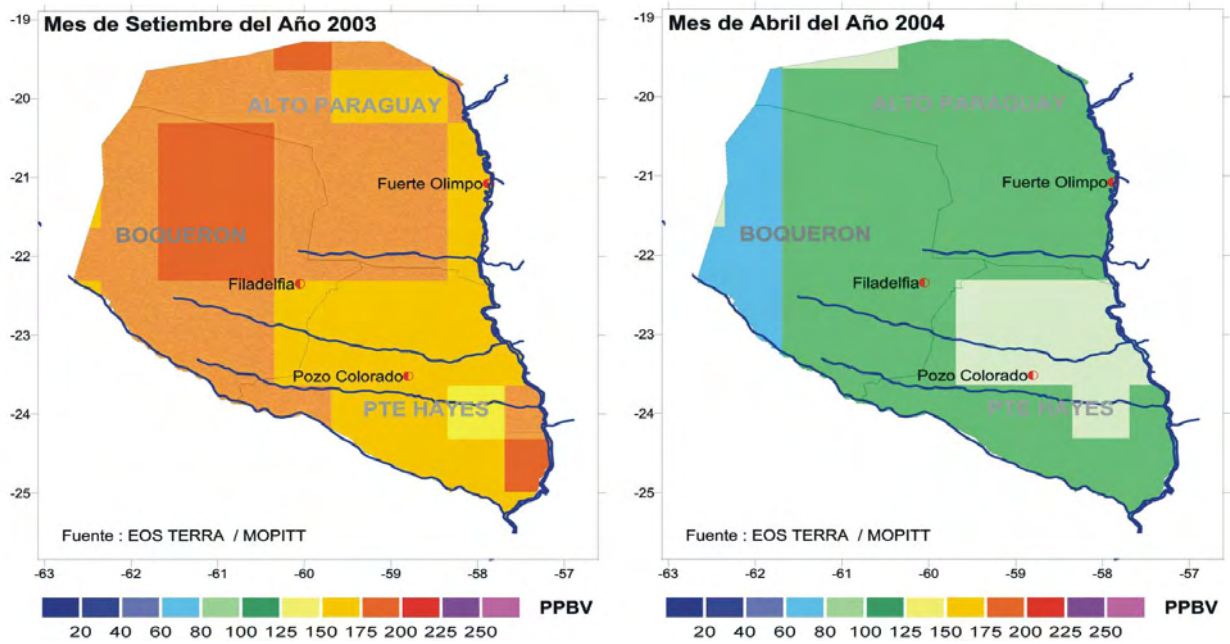 Mes de Setiembre del Año 2003
-19
-20
-21
-22
-23
-24
-25
ALTO PARAGUAY
Fuerte Olimpo
BOQUERON
Filadelfia
Pozo Colorado
PTE HAYES
Fuente : EOS TERRA / MOPITT
-63 -62 -61 -60 -59 -58 -57
20 40 60 80 100 125 150 175 200 225 250
PPBV
Mes de Abril del Año 2004
-19
-20
-21
-22
-23
-24
-25
ALTO PARAGUAY
Fuerte Olimpo
BOQUERON
Filadelfia
Pozo Colorado
PTE HAYES
Fuente : EOS TERRA / MOPITT
-63 -62 -61 -60 -59 -58 -57
20 40 60 80 100 125 150 175 200 225 250
PPBV